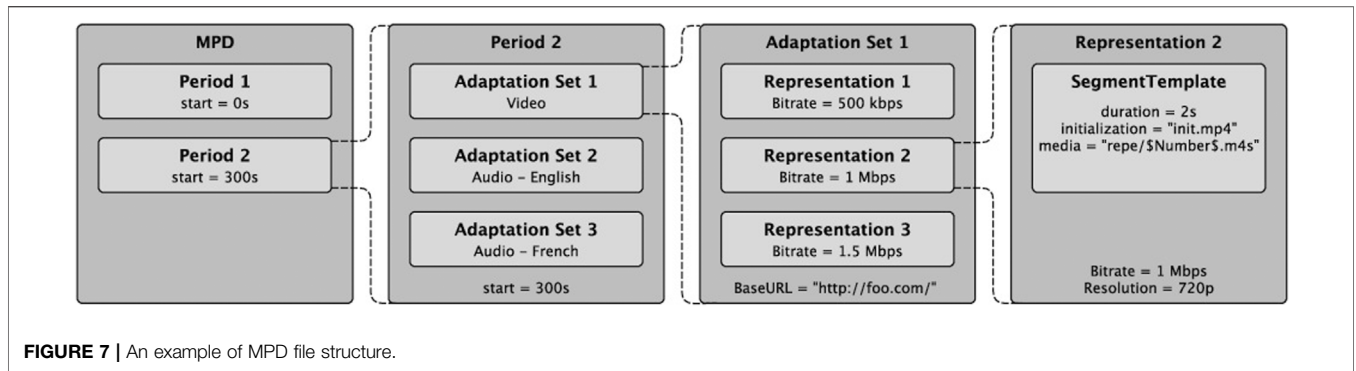 MPD
Period 1
start = 0s
Period 2
start = 300s
Period 2
Adaptation Set 1
Video
Adaptation Set 2
Audio – English
Adaptation Set 3
Audio – French
start = 300s
Adaptation Set 1
Representation 1
Bitrate = 500 kbps
Representation 2
Bitrate = 1 Mbps
Representation 3
Bitrate = 1.5 Mbps
BaseURL = "http://foo.com/"
Representation 2
SegmentTemplate
duration = 2s
initialization = "init.mp4"
media = "repe/$Number$.m4s"
Bitrate = 1 Mbps
Resolution = 720p
FIGURE 7 | An example of MPD file structure.